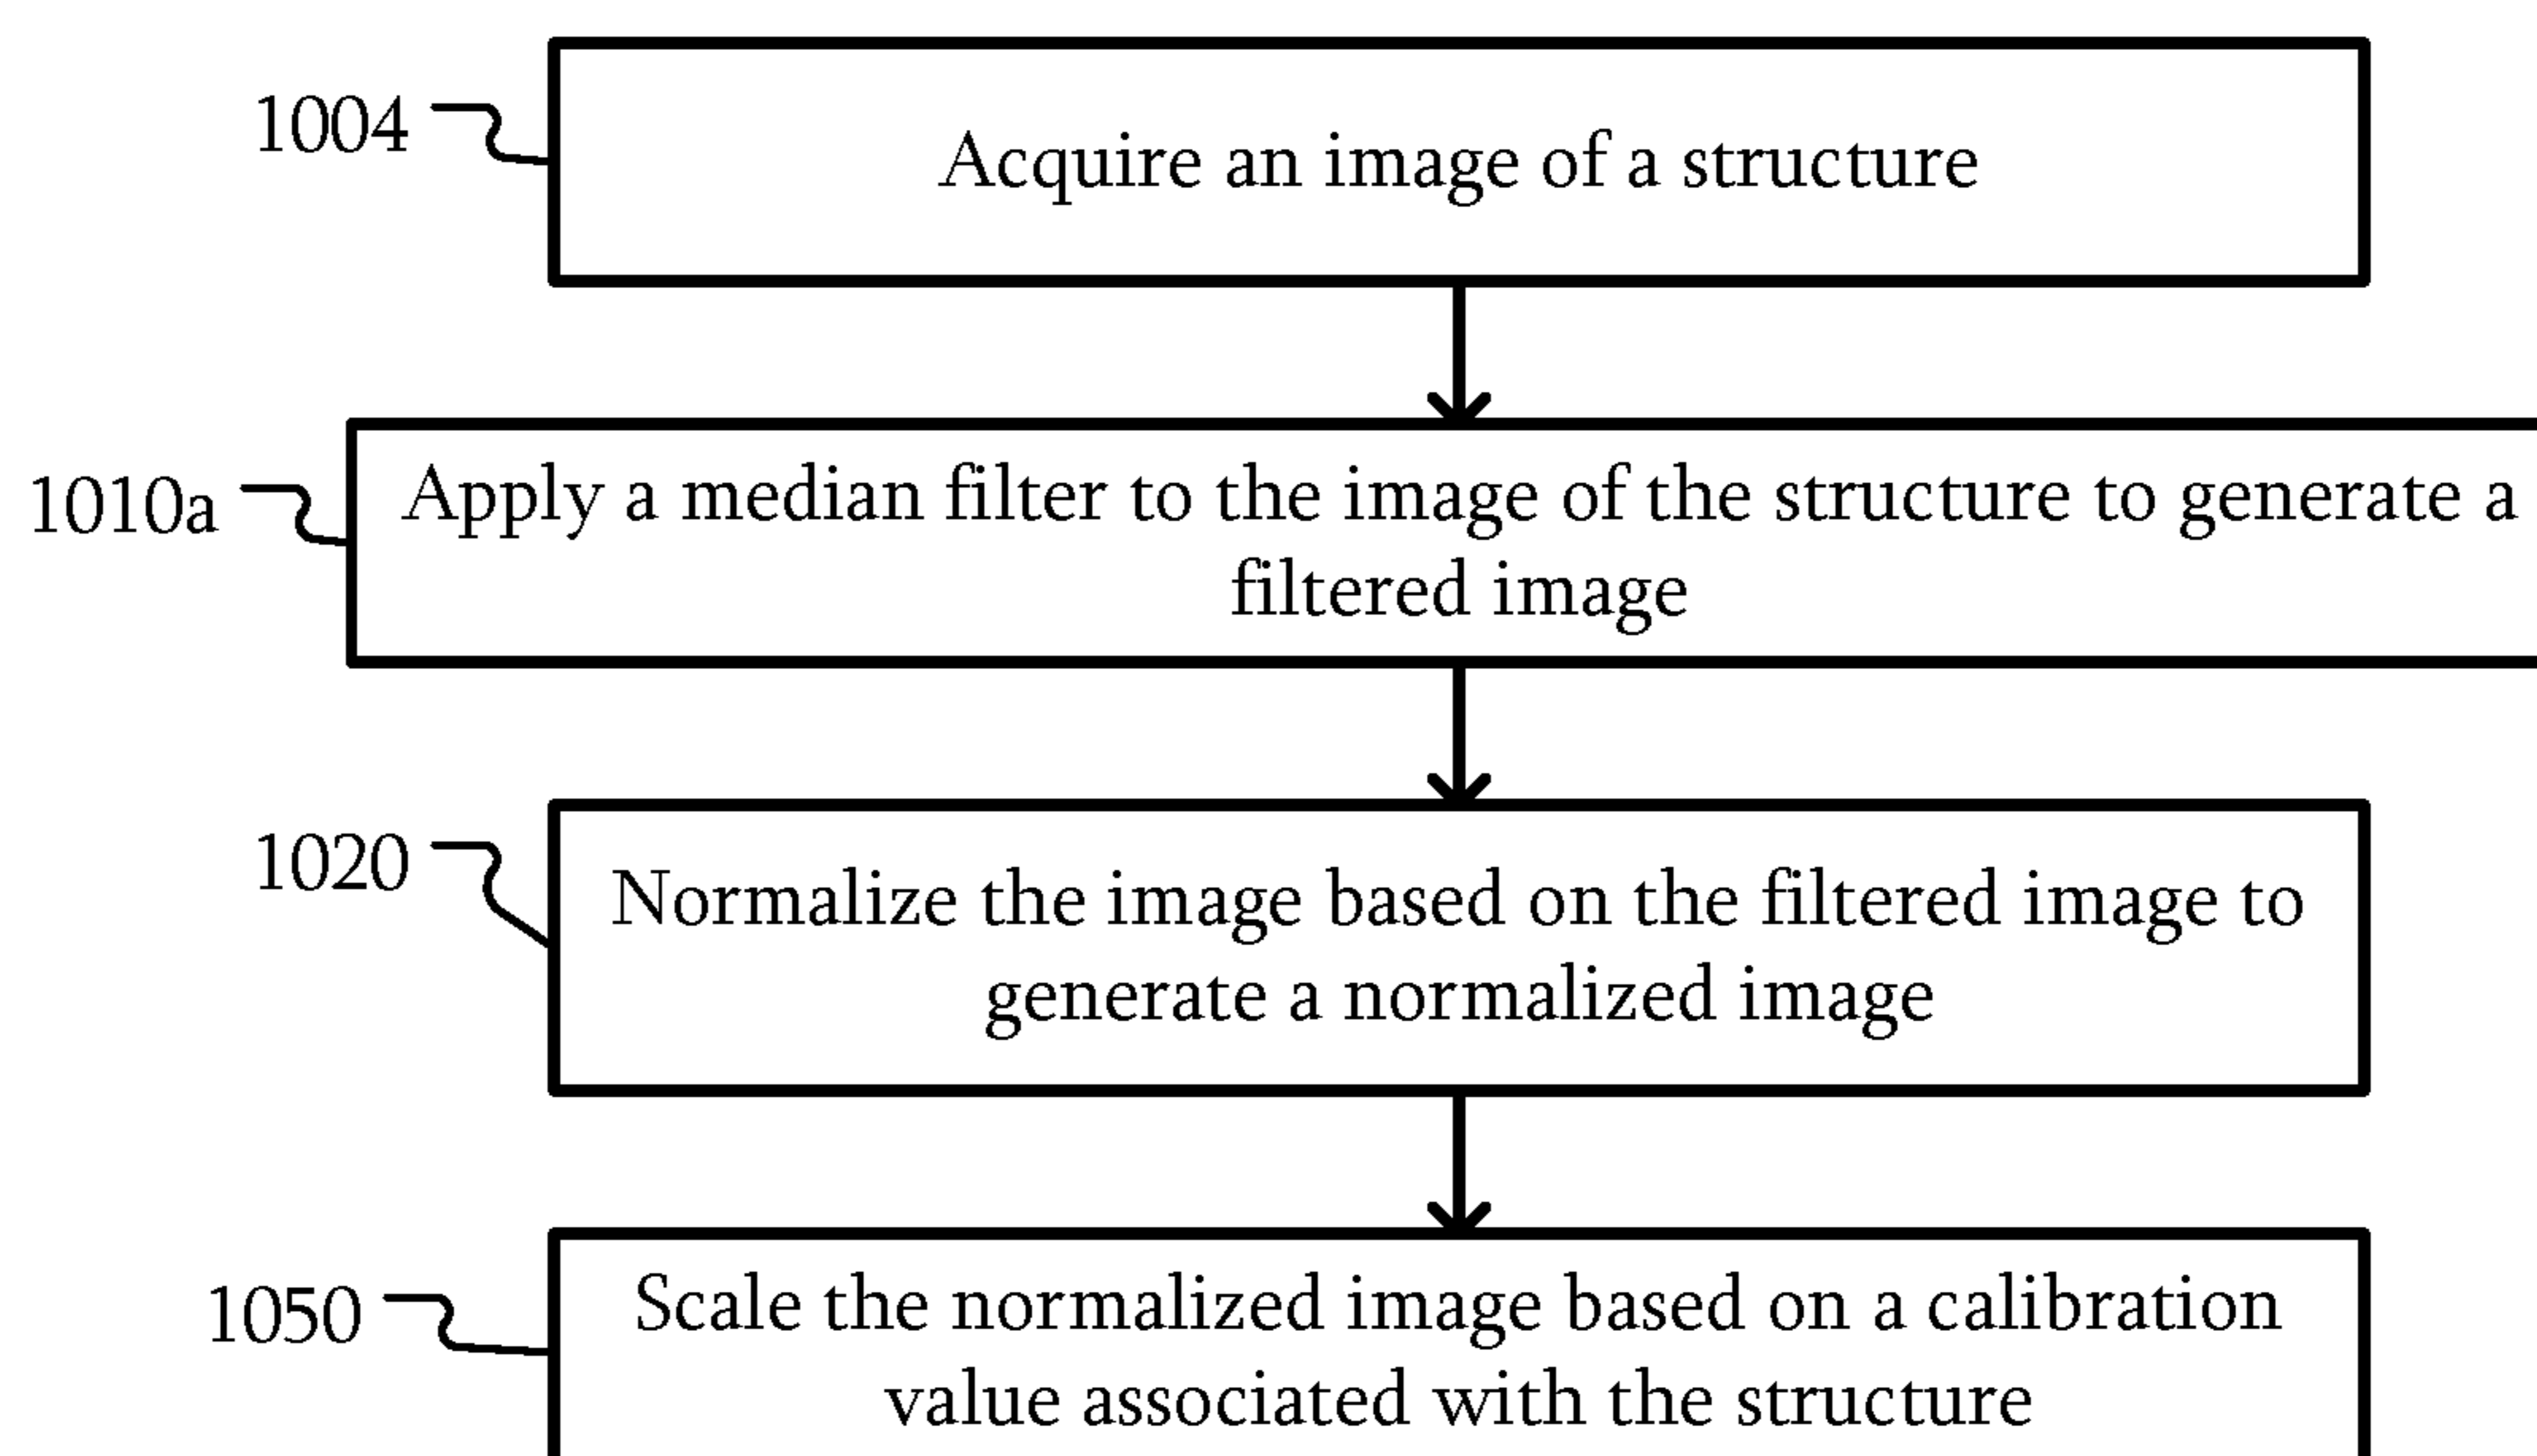 1004
Acquire an image of a structure
1010a
Apply a median filter to the image of the structure to generate a
filtered image
1020
Normalize the image based on the filtered image to
generate a normalized image
1050
Scale the normalized image based on a calibration
value associated with the structure